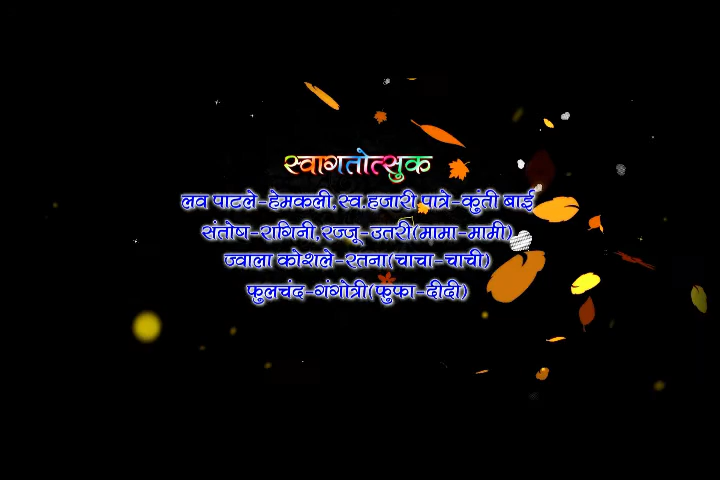 स्वागतोत्सुक
लव पाटले-हेमकली,स्व.हजारी पात्रे-कुंती बाई
संतोष-रागिनी,रज्जू-उतरी(मामा-मामी)
ज्वाला कोशले-रतना(चाचा-चाची)
फुलचंद-गंगोत्री(फुफा-दीदी)